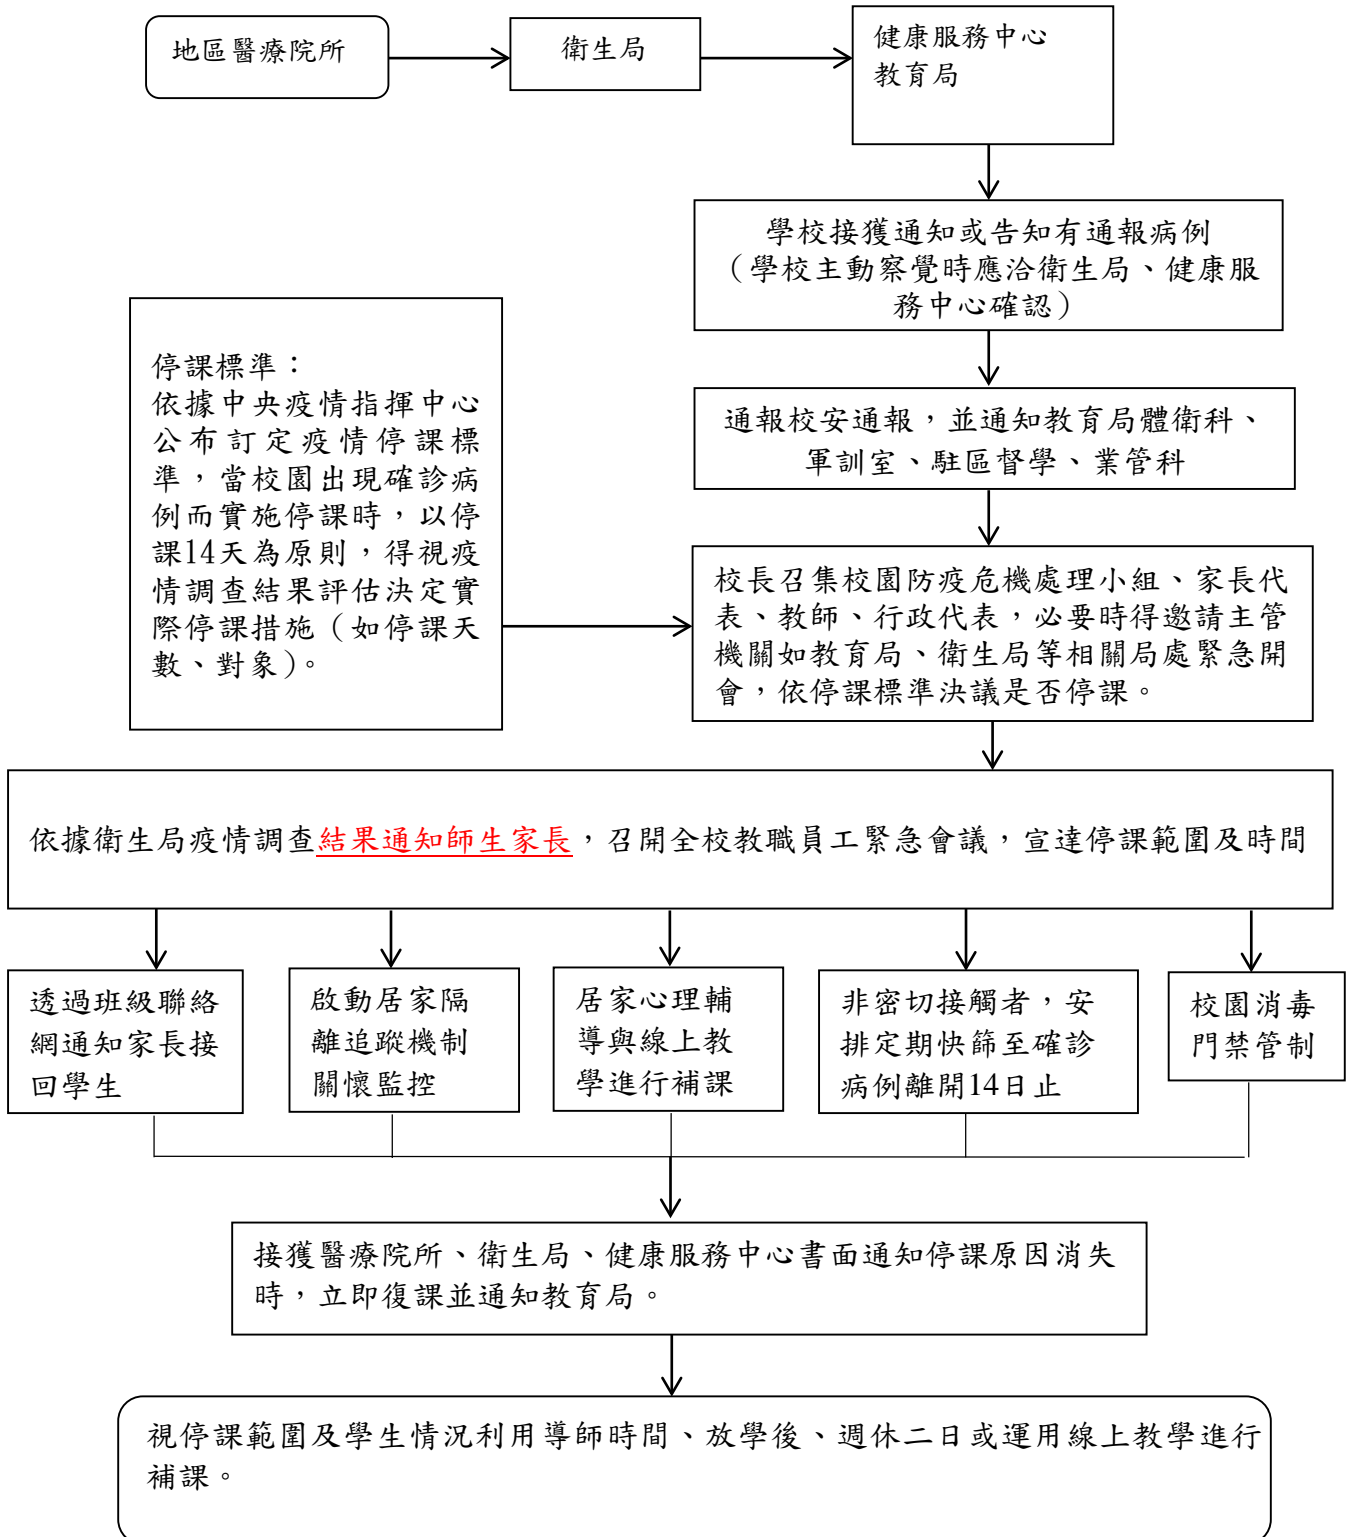 地區醫療院所
衛生局
健康服務中心
教育局
學校接獲通知或告知有通報病例
（學校主動察覺時應洽衛生局、健康服
務中心確認）
停課標準：
依據中央疫情指揮中心
公布訂定疫情停課標
準，當校園出現確診病
例而實施停課時，以停
課14天為原則，得視疫
情調查結果評估決定實
際停課措施（如停課天
數、對象）。
通報校安通報，並通知教育局體衛科、
軍訓室、駐區督學、業管科
校長召集校園防疫危機處理小組、家長代
表、教師、行政代表，必要時得邀請主管
機關如教育局、衛生局等相關局處緊急開
會，依停課標準決議是否停課。
依據衛生局疫情調查結果通知師生家長，召開全校教職員工緊急會議，宣達停課範圍及時間
透過班級聯絡
網通知家長接
回學生
啟動居家隔
離追蹤機制
關懷監控
居家心理輔
導與線上教
學進行補課
非密切接觸者，安
排定期快篩至確診
病例離開14日止
校園消毒
門禁管制
接獲醫療院所、衛生局、健康服務中心書面通知停課原因消失
時，立即復課並通知教育局。
視停課範圍及學生情況利用導師時間、放學後、週休二日或運用線上教學進行
補課。